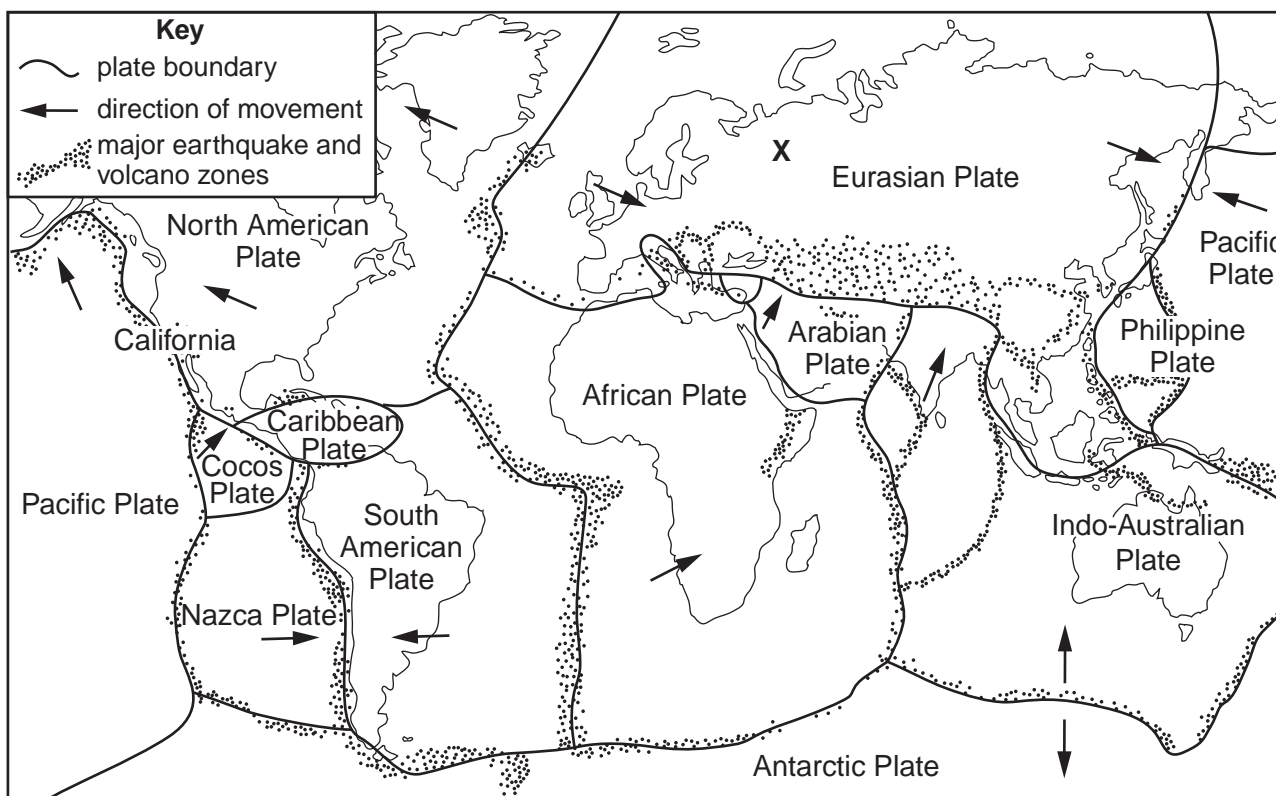 Key
plate boundary
direction of movement
major earthquake and
volcano zones
X
Eurasian Plate
North American
Plate
Pacific
Plate
California
Arabian
Plate
Philippine
Plate
African Plate
Caribbean
Plate
Cocos
Plate
Pacific Plate
South
American
Plate
Indo-Australian
Plate
Nazca Plate
Antarctic Plate